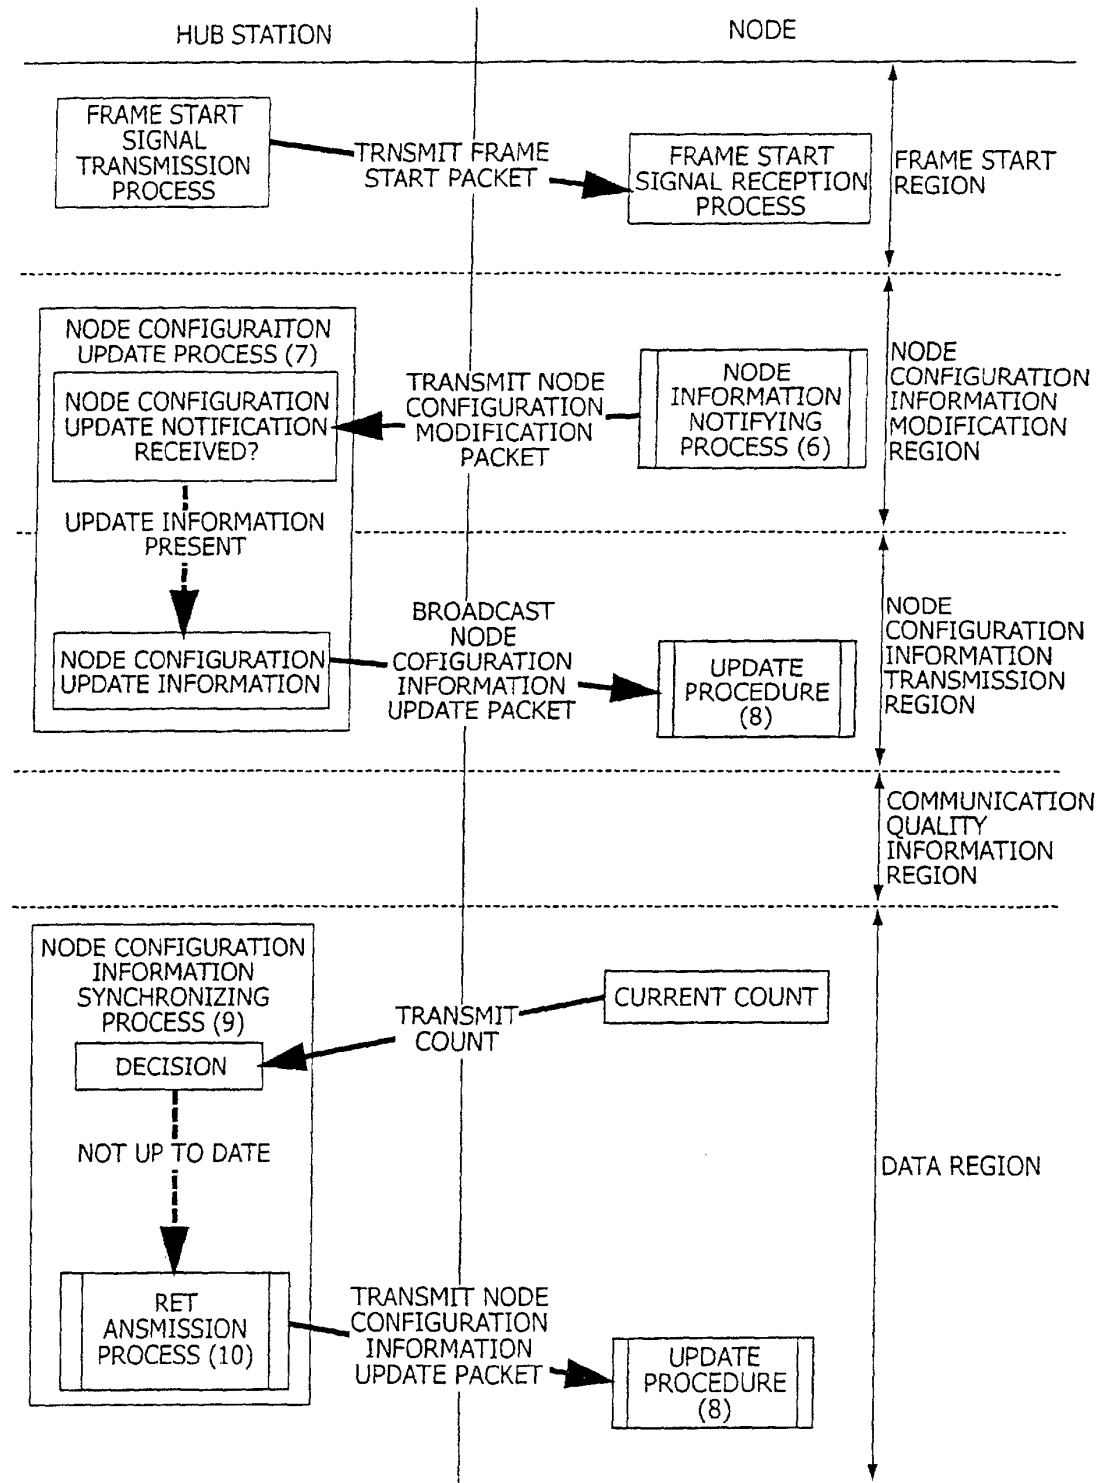 HUB STATION
NODE
FRAME START
SIGNAL
TRANSMISSION
PROCESS
TRNSMIT FRAME
START PACKET
FRAME START
SIGNAL RECEPTION
PROCESS
FRAME START
REGION
NODE CONFIGURAITON
UPDATE PROCESS (7)
NODE CONFIGURATION
UPDATE NOTIFICATION
RECEIVED?
TRANSMIT NODE
CONFIGURATION
MODIFICATION
PACKET
NODE
INFORMATION
NOTIFYING
PROCESS (6)
NODE
CONFIGURATION
INFORMATION
MODIFICATION
REGION
UPDATE INFORMATION
PRESENT
NODE CONFIGURATION
UPDATE INFORMATION
BROADCAST
NODE
COFIGURATION
INFORMATION
UPDATE PACKET
UPDATE
PROCEDURE
(8)
NODE
CONFIGURATION
INFORMATION
TRANSMISSION
REGION
COMMUNICATION
QUALITY
INFORMATION
REGION
NODE CONFIGURATION
INFORMATION
SYNCHRONIZING
PROCESS (9)
DECISION
TRANSMIT
COUNT
CURRENT COUNT
NOT UP TO DATE
DATA REGION
RET
ANSMISSION
PROCESS (10)
TRANSMIT NODE
CONFIGURATION
INFORMATION
UPDATE PACKET
UPDATE
PROCEDURE
(8)